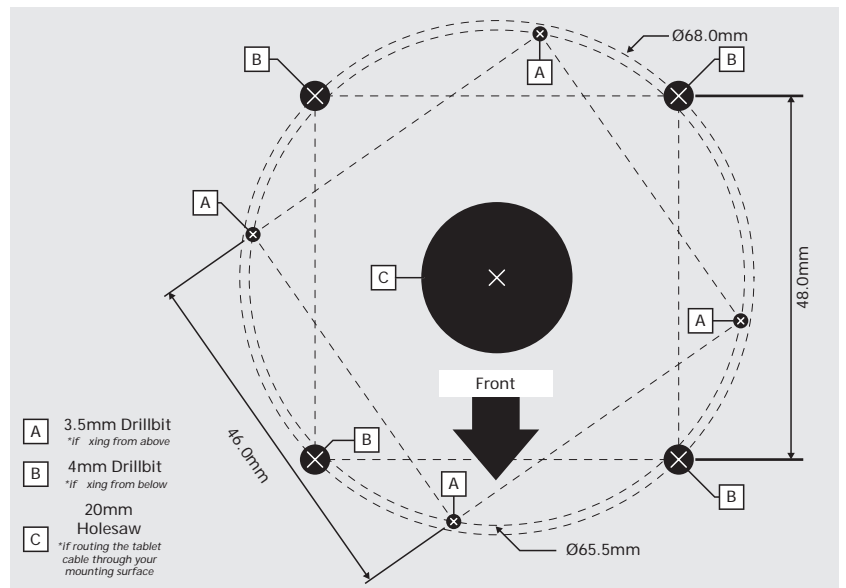 Ø68.0mm
B
B
A
A
C
A
48.0mm
Front
46.0mm
B
A
B
Ø65.5mm
A 3.5mm Drillbit
*if xing from above
B 4mm Drillbit
*if xing from below
C 20mm
Holesaw
*if routing the tablet
cable through your
mounting surface